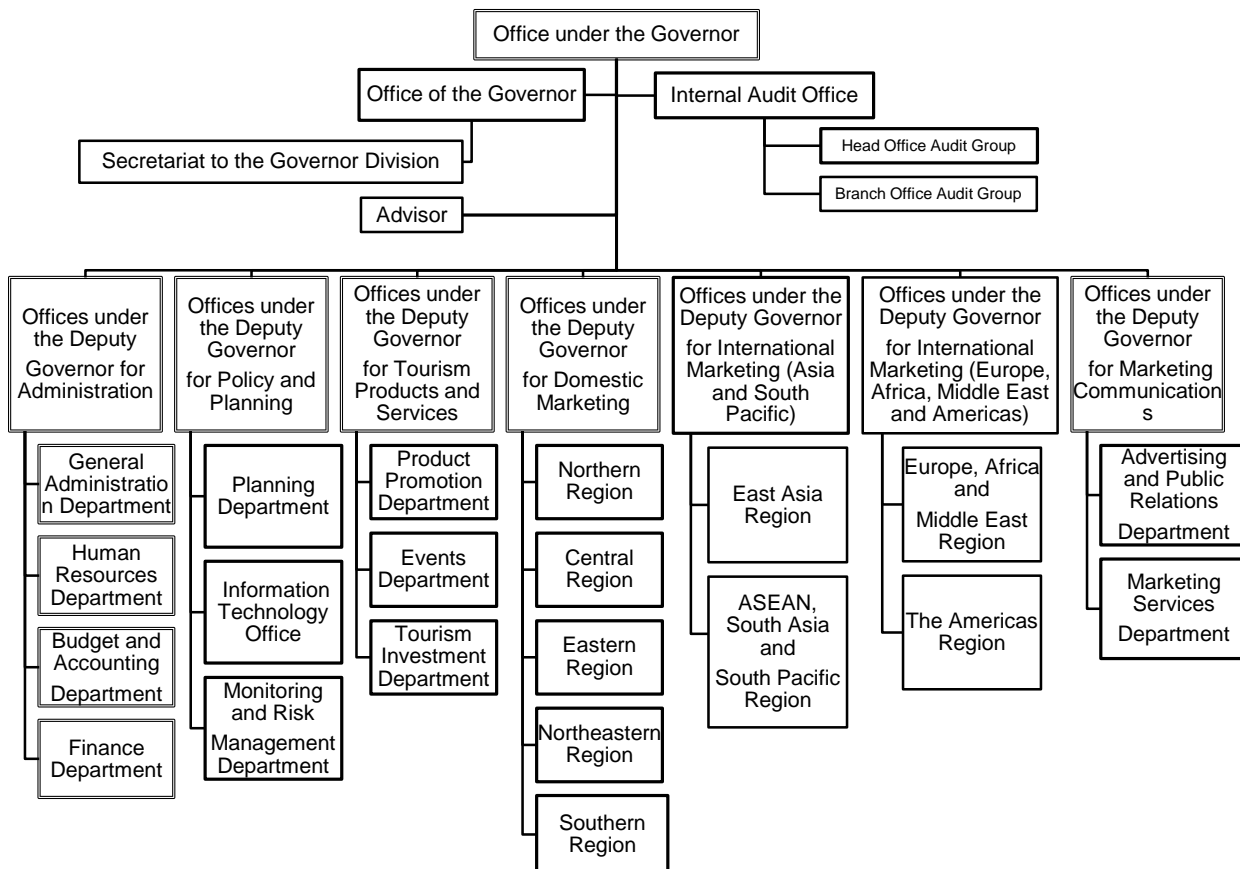 Office under the Governor
Office of the Governor
Internal Audit Office
Secretariat to the Governor Division
Head Office Audit Group
Branch Office Audit Group
Advisor
Offices under
the Deputy
Governor for
Administration
Offices under
the Deputy
Governor
for Policy and
Planning
Offices under
the Deputy
Governor
for Tourism
Products and
Services
Offices under
the Deputy
Governor
for Domestic
Marketing
Offices under the
Deputy Governor
for International
Marketing (Asia
and South
Pacific)
Offices under the
Deputy Governor
for International
Marketing (Europe,
Africa, Middle East
and Americas)
Offices under
the Deputy
Governor
for Marketing
Communication
s
General
Administratio
n Department
Human
Resources
Department
Budget and
Accounting
Department
Finance
Department
Planning
Department
Information
Technology
Office
Monitoring
and Risk
Management
Department
Product
Promotion
Department
Events
Department
Tourism
Investment
Department
Northern
Region
Central
Region
Eastern
Region
Northeastern
Region
Southern
Region
East Asia
Region
ASEAN,
South Asia
and
South Pacific
Region
Europe, Africa
and
Middle East
Region
The Americas
Region
Advertising
and Public
Relations
Department
Marketing
Services
Department